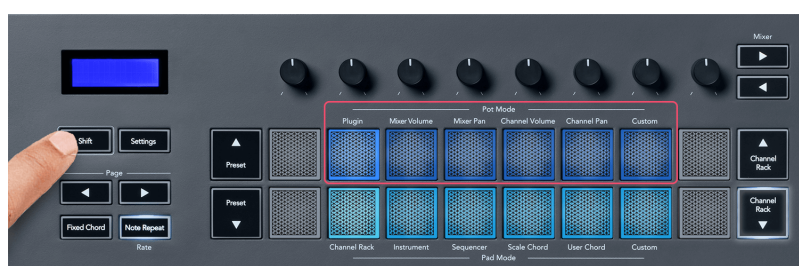 Mixer
Pot Mode
Plugin Mixer Volume Mixer Pan Channel Volume Channel Pan Custom
Shift Settings
Preset
Channel
Rack
Page
Preset
Channel
Rack
Fixed Chord Note Repeat
Rate
Channel Rack Instrument Sequencer Scale Chord User Chord Custom
Pad Mode